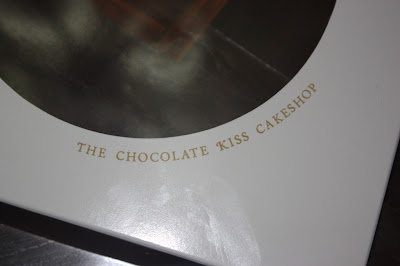 THE CHOCOLATE KISS CAKESHOP